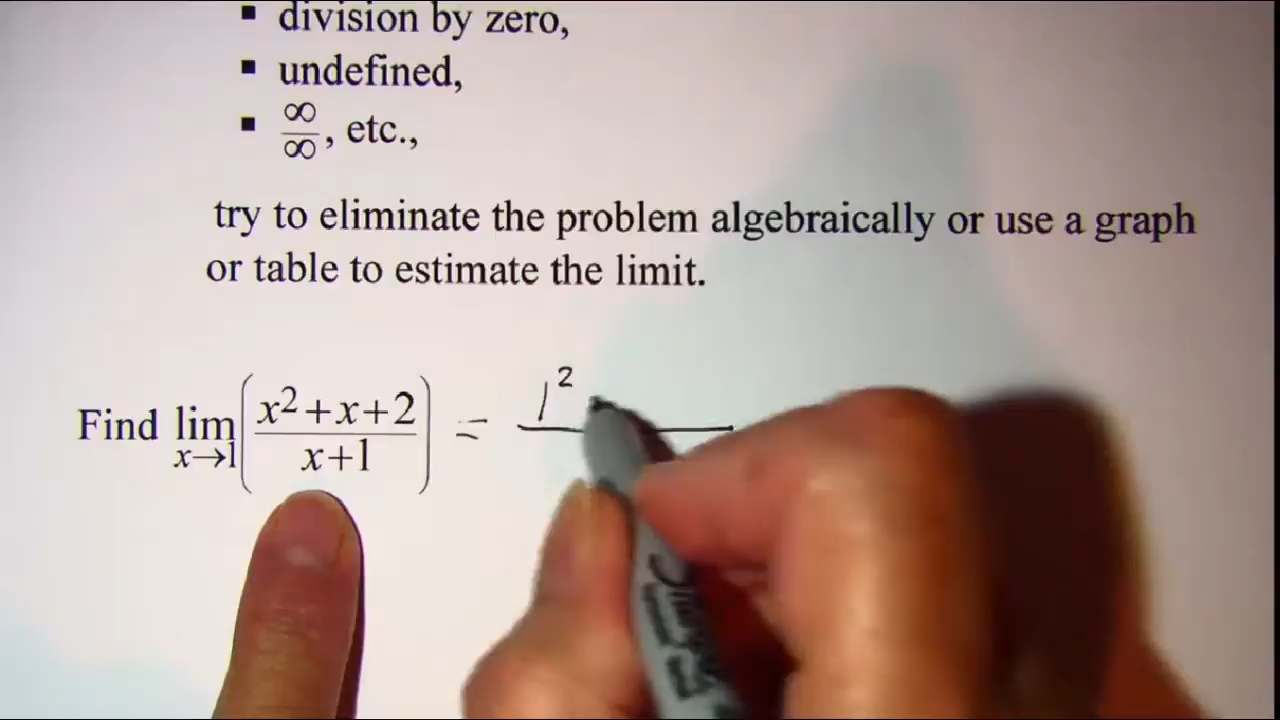 ▪ division by zero,
▪ undefined,
▪ ∞/∞, etc.,
try to eliminate the problem algebraically or use a graph
or table to estimate the limit.
Find lim x→1 (x²+x+2 / x+1) = 1²